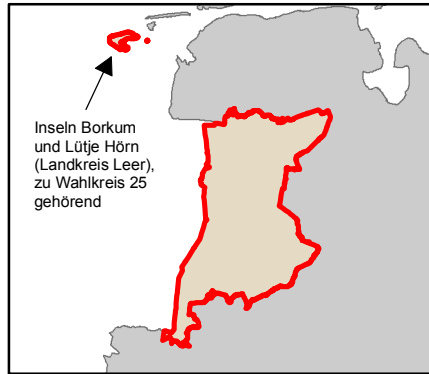 Inseln Borkum
und Lütje Hörn
(Landkreis Leer),
zu Wahlkreis 25
gehörend